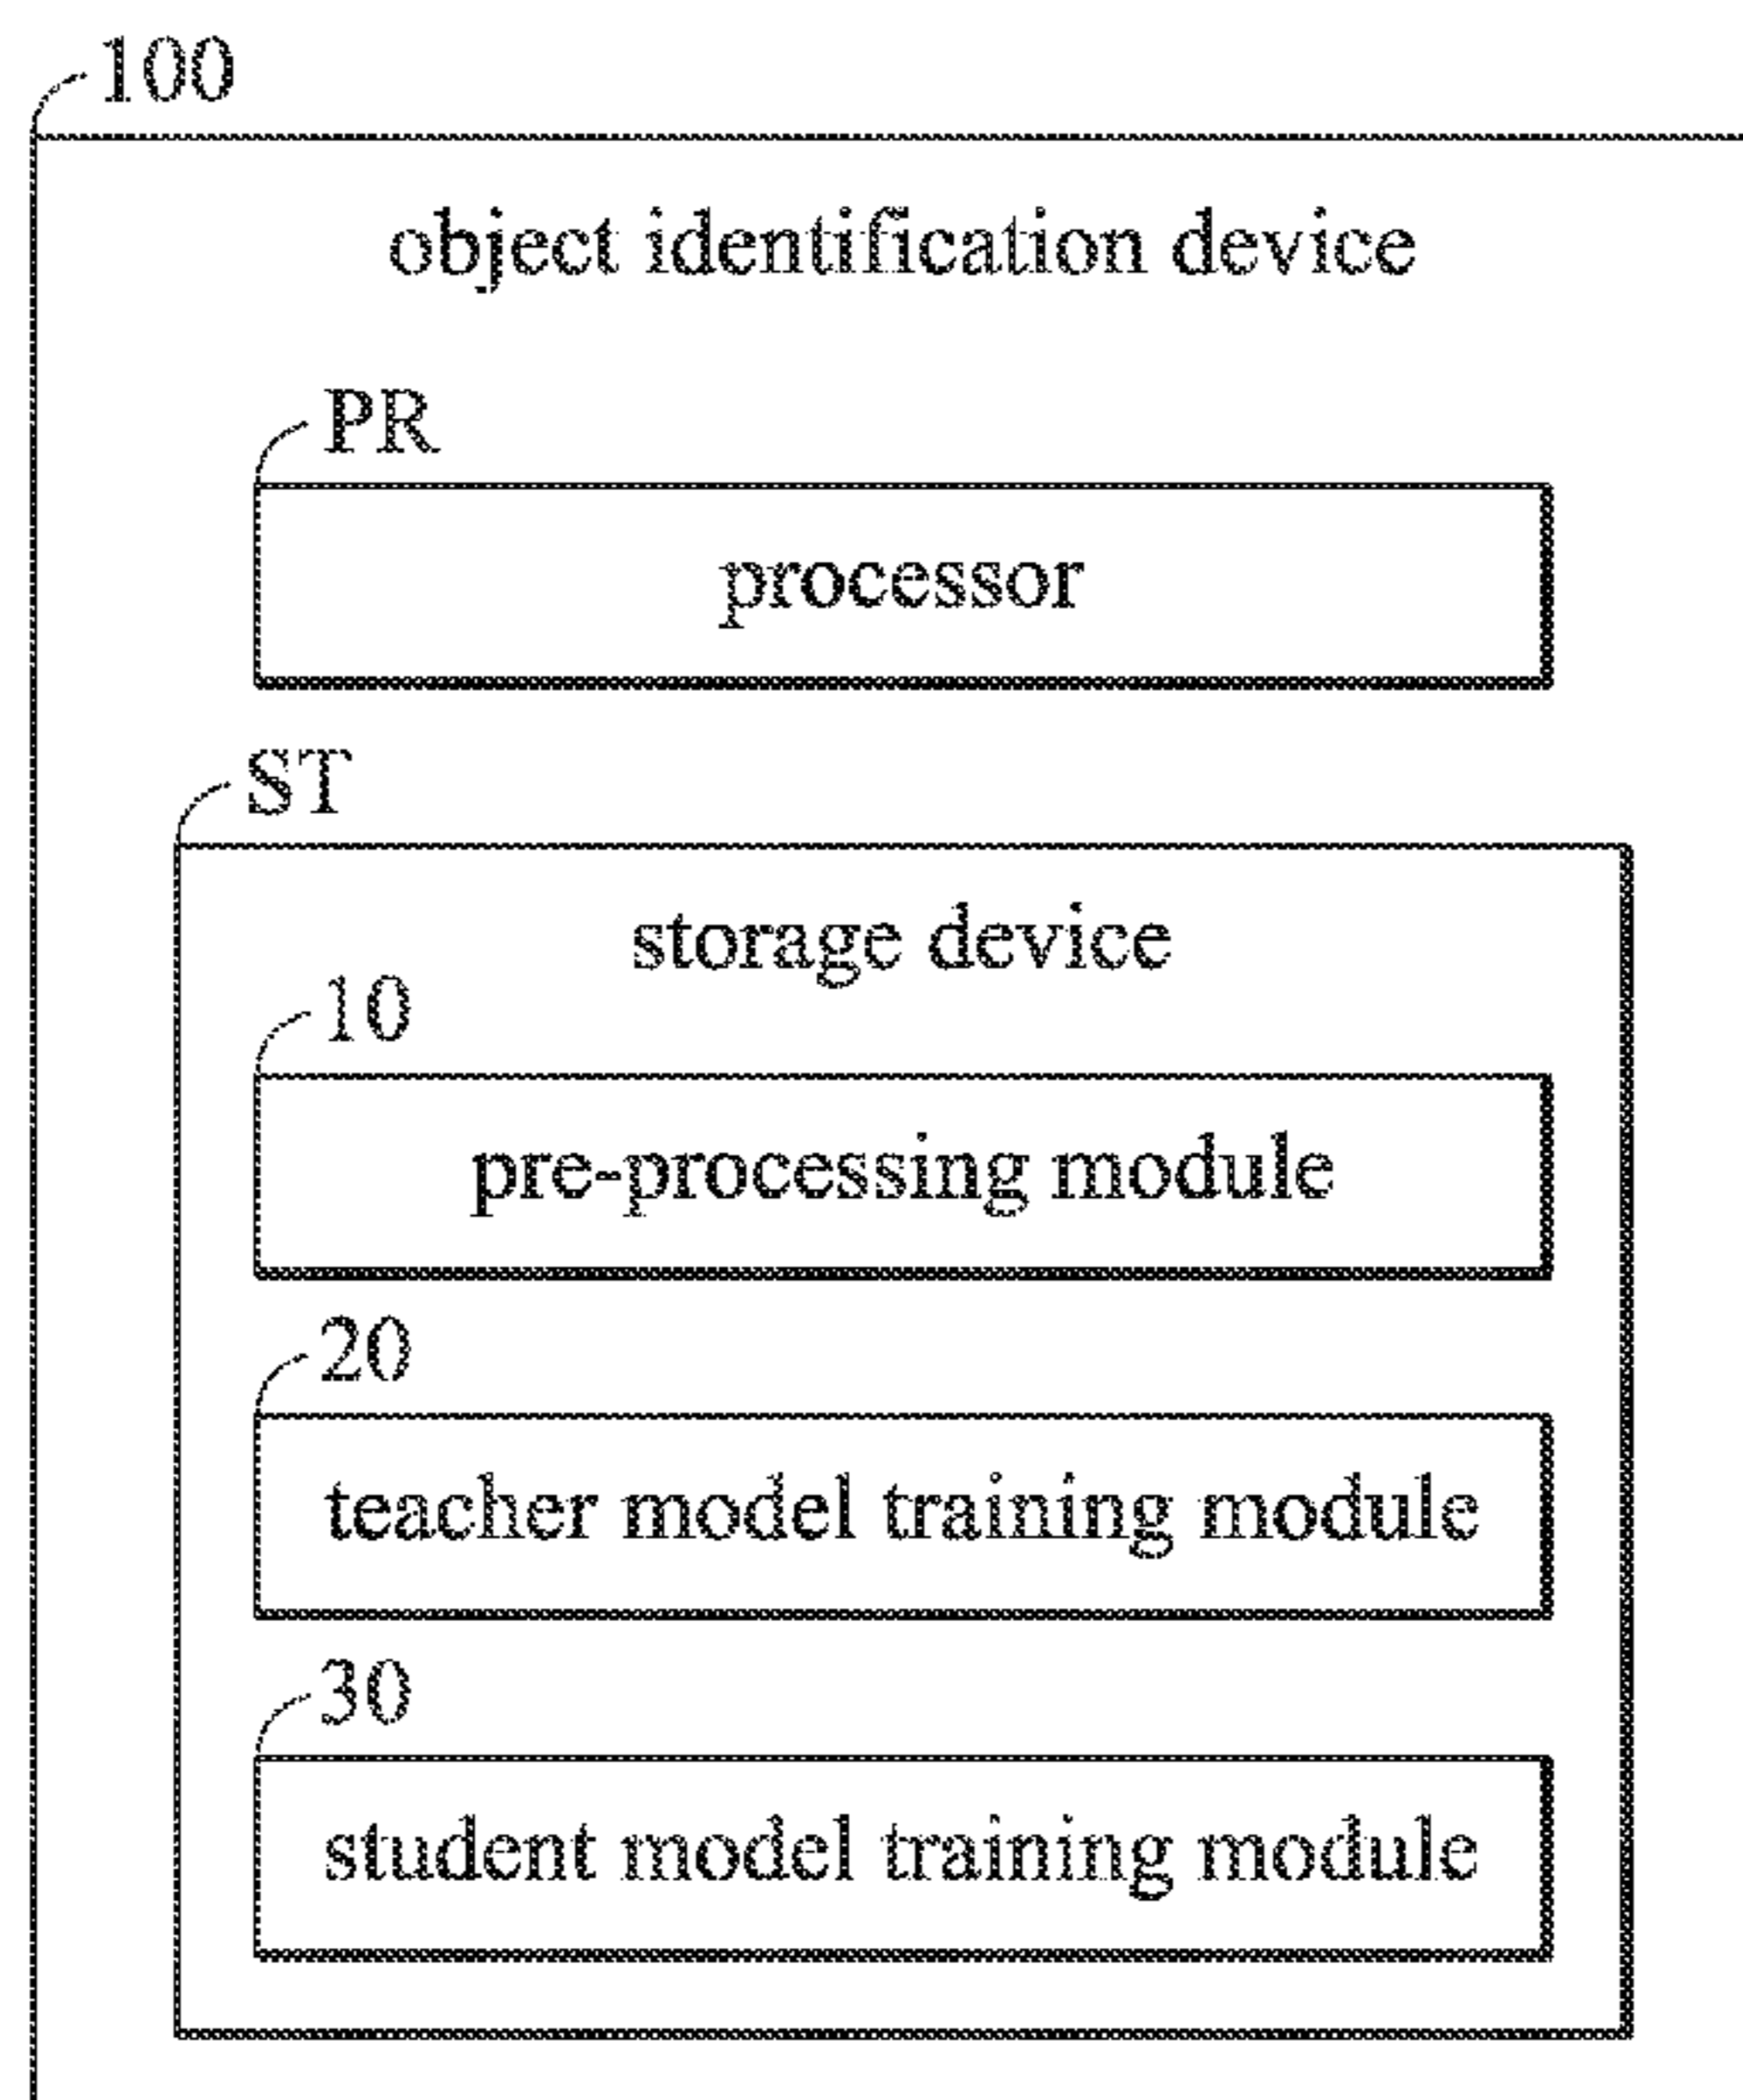 100
object identification device
PR
processor
ST
storage device
10
pre-processing module
20
teacher model training module
30
student model training module